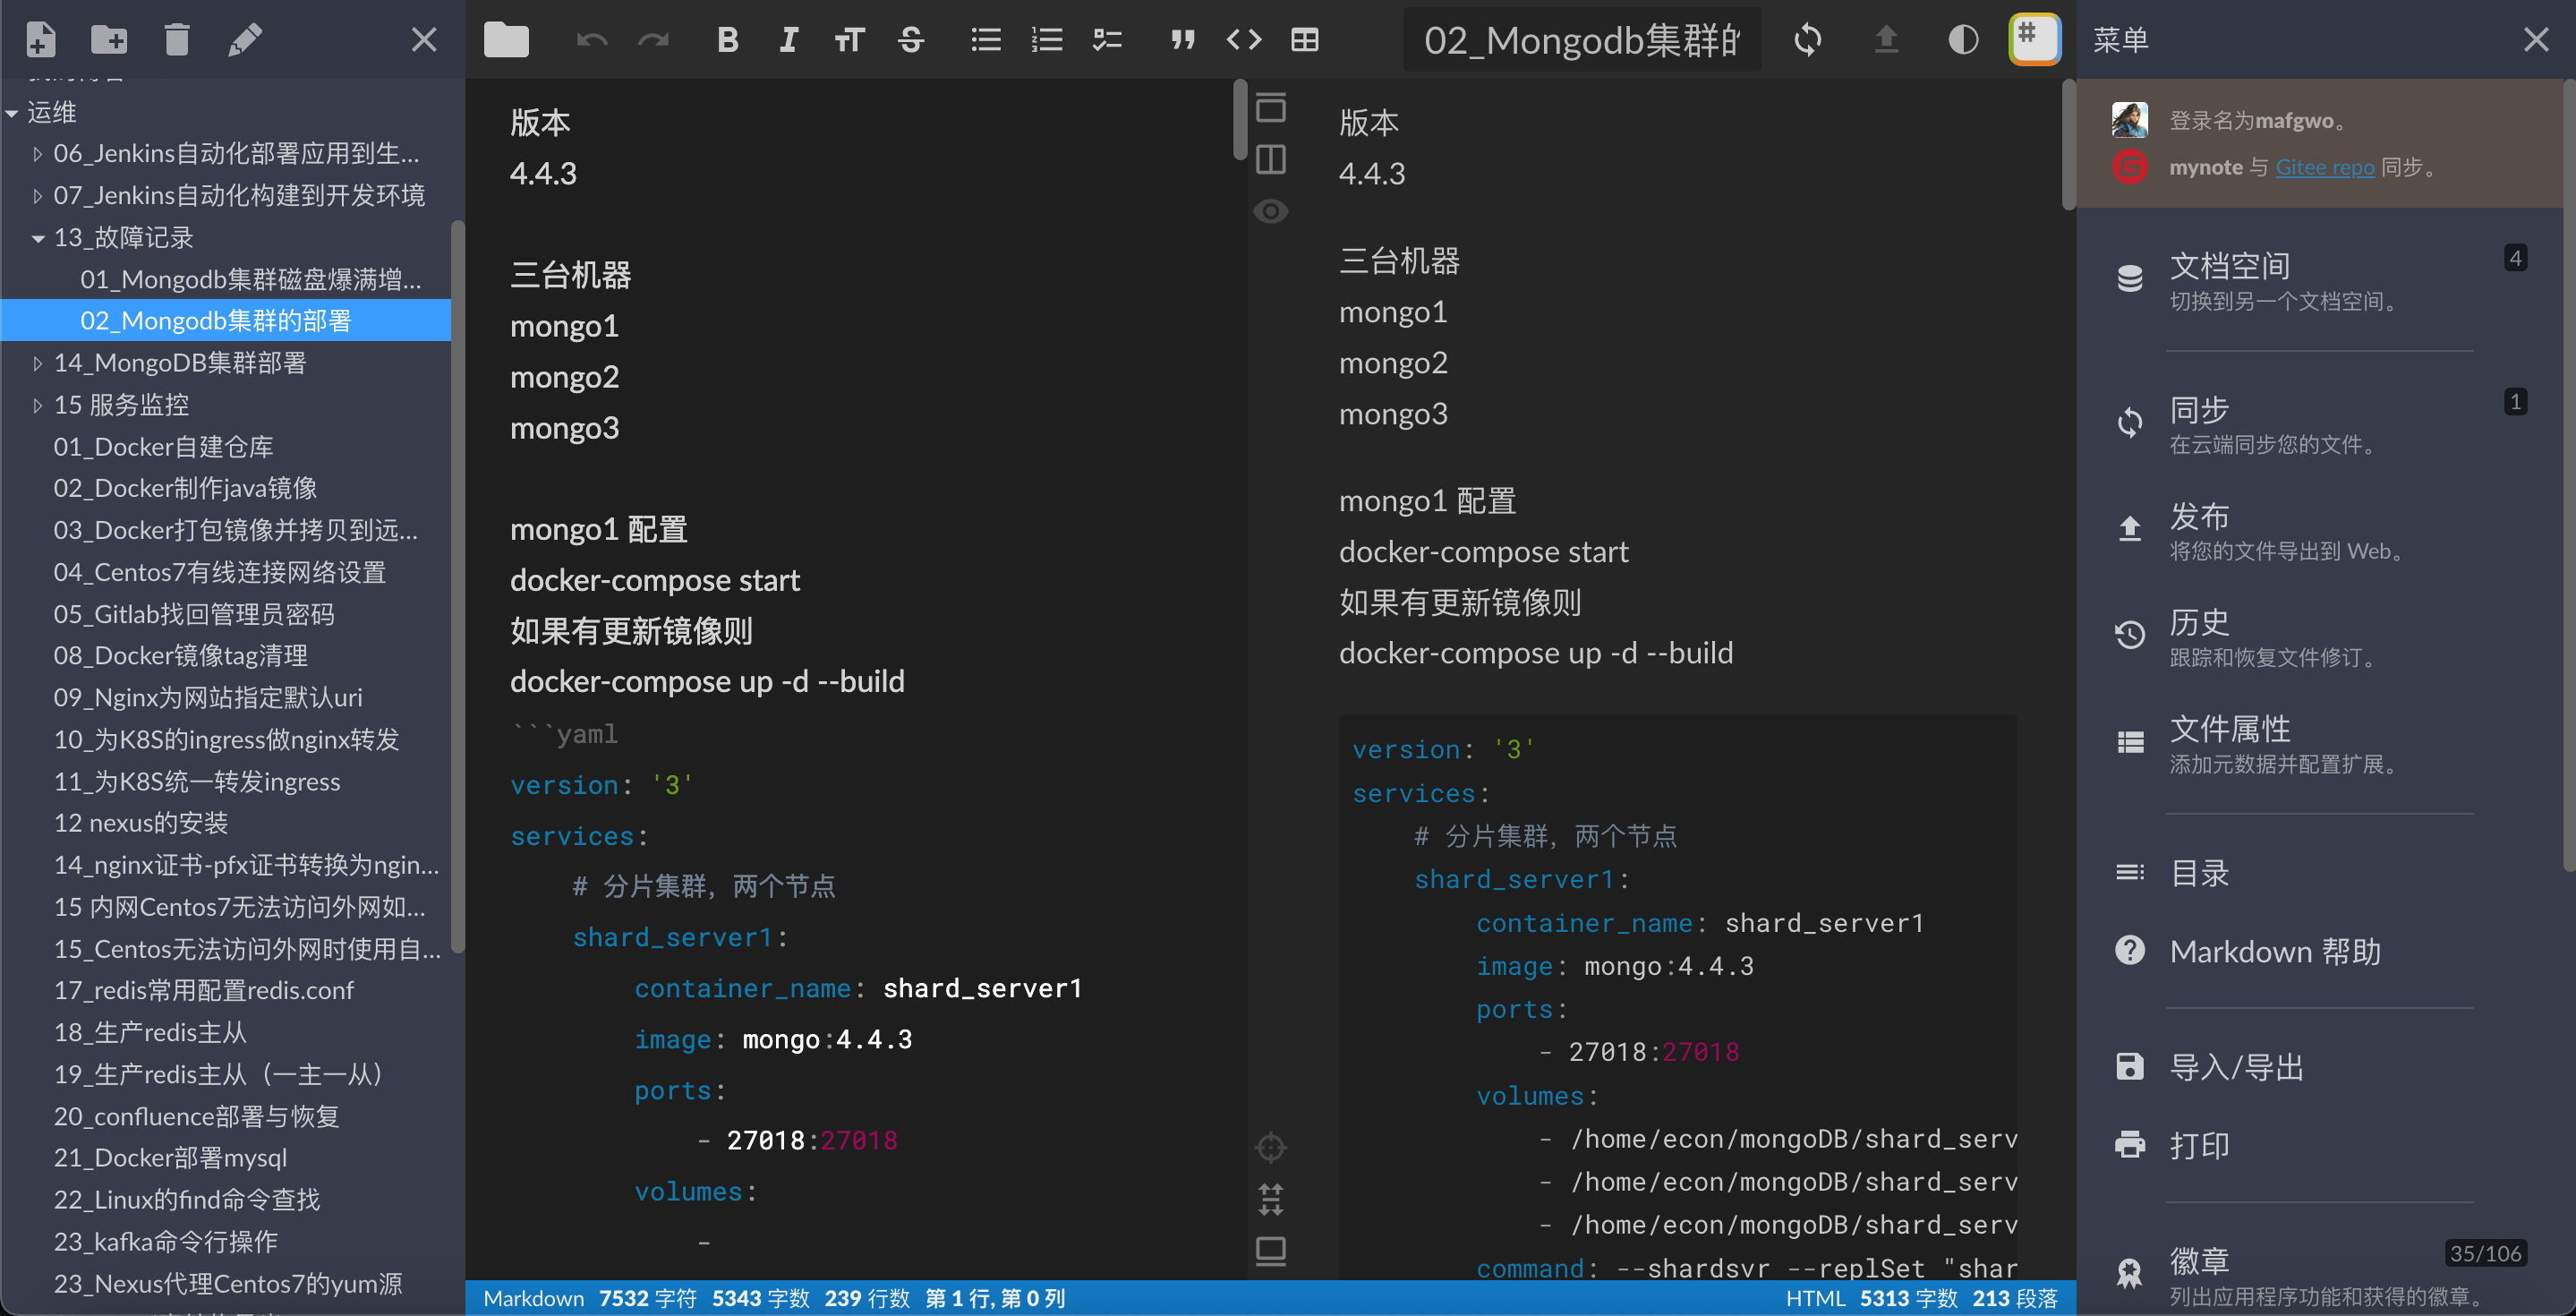 02_Mongodb集群的
菜单
运维
06_Jenkins自动化部署应用到生...
07_Jenkins自动化构建到开发环境
13_故障记录
01_Mongodb集群磁盘爆满增...
02_Mongodb集群的部署
14_MongoDB集群部署
15 服务监控
01_Docker自建仓库
02_Docker制作java镜像
03_Docker打包镜像并拷贝到远...
04_Centos7有线连接网络设置
05_Gitlab找回管理员密码
08_Docker镜像tag清理
09_Nginx为网站指定默认uri
10_为K8S的ingress做nginx转发
11_为K8S统一转发ingress
12 nexus的安装
14_nginx证书-pfx证书转换为ngin...
15 内网Centos7无法访问外网如...
15_Centos无法访问外网时使用自...
17_redis常用配置redis.conf
18_生产redis主从
19_生产redis主从（一主一从）
20_confluence部署与恢复
21_Docker部署mysql
22_Linux的find命令查找
23_kafka命令行操作
23_Nexus代理Centos7的yum源
版本
4.4.3
三台机器
mongo1
mongo2
mongo3
mongo1 配置
docker-compose start
如果有更新镜像则
docker-compose up -d --build
```yaml
version: '3'
services:
# 分片集群，两个节点
shard_server1:
container_name: shard_server1
image: mongo:4.4.3
ports:
- 27018:27018
volumes:
-
版本
4.4.3
三台机器
mongo1
mongo2
mongo3
mongo1 配置
docker-compose start
如果有更新镜像则
docker-compose up -d --build
version: '3'
services:
# 分片集群，两个节点
shard_server1:
container_name: shard_server1
image: mongo:4.4.3
ports:
- 27018:27018
volumes:
- /home/econ/mongoDB/shard_serv
- /home/econ/mongoDB/shard_serv
- /home/econ/mongoDB/shard_serv
command: --shardsvr --replSet "shar
登录名为mafgwo。
mynote 与 Gitee repo 同步。
文档空间 4
切换到另一个文档空间。
同步 1
在云端同步您的文件。
发布
将您的文件导出到 Web。
历史
跟踪和恢复文件修订。
文件属性
添加元数据并配置扩展。
目录
Markdown 帮助
导入/导出
打印
徽章 35/106
列出应用程序功能和获得的徽章。
Markdown 7532 字符 5343 字数 239 行数 第 1 行, 第 0 列
HTML 5313 字数 213 段落